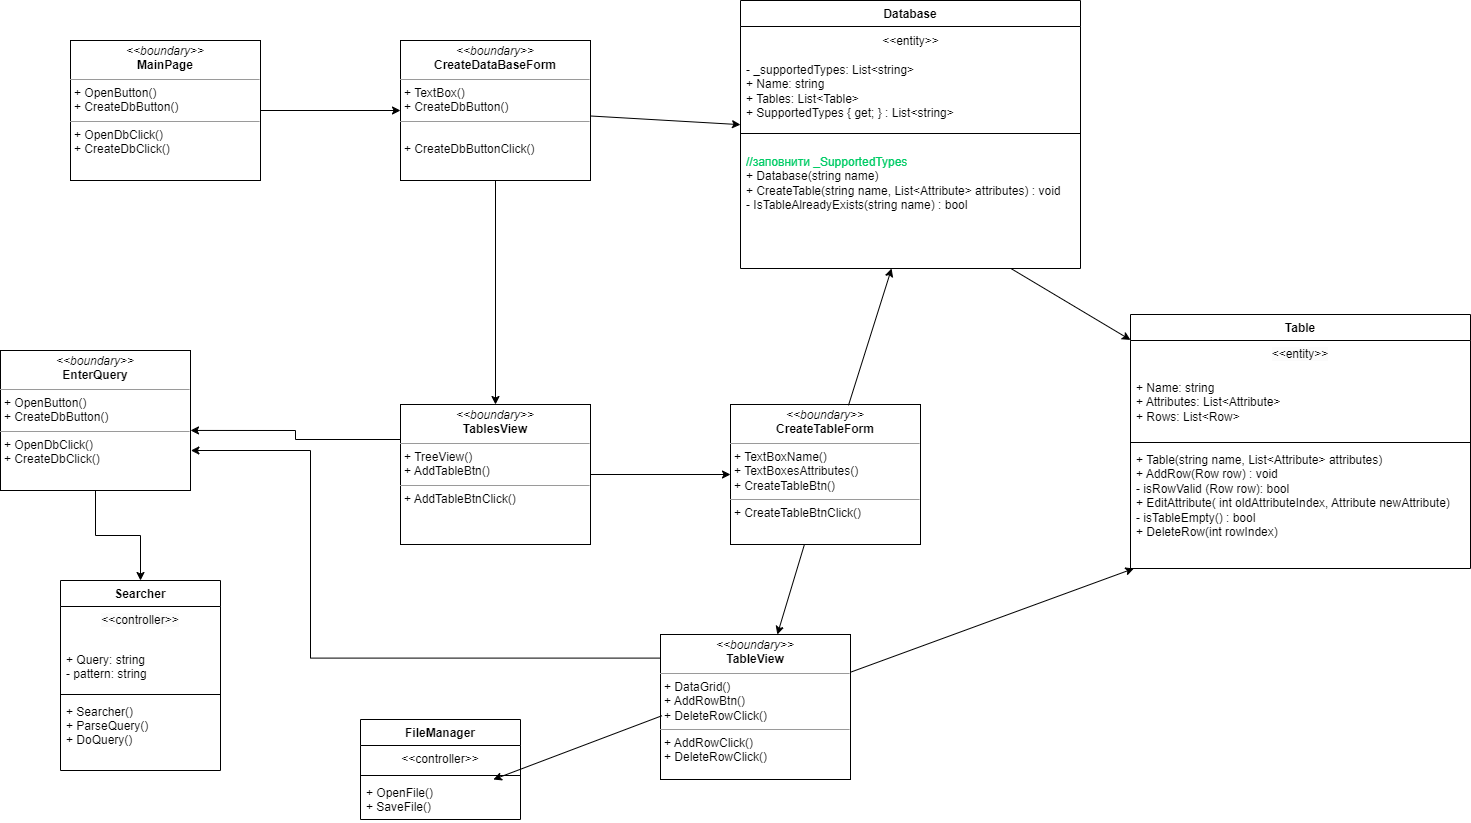 <<boundary>>
MainPage
+ OpenButton()
+ CreateDbButton()
+ OpenDbClick()
+ CreateDbClick()
<<boundary>>
CreateDataBaseForm
+ TextBox()
+ CreateDbButton()
+ CreateDbButtonClick()
Database
<<entity>>
- _supportedTypes: List<string>
+ Name: string
+ Tables: List<Table>
+ SupportedTypes { get; } : List<string>
//заповнити _SupportedTypes
+ Database(string name)
+ CreateTable(string name, List<Attribute> attributes) : void
- IsTableAlreadyExists(string name) : bool
Table
<<entity>>
+ Name: string
+ Attributes: List<Attribute>
+ Rows: List<Row>
+ Table(string name, List<Attribute> attributes)
+ AddRow(Row row) : void
- isRowValid (Row row): bool
+ EditAttribute( int oldAttributeIndex, Attribute newAttribute)
- isTableEmpty() : bool
+ DeleteRow(int rowIndex)
<<boundary>>
EnterQuery
+ OpenButton()
+ CreateDbButton()
+ OpenDbClick()
+ CreateDbClick()
<<boundary>>
TablesView
+ TreeView()
+ AddTableBtn()
+ AddTableBtnClick()
<<boundary>>
CreateTableForm
+ TextBoxName()
+ TextBoxesAttributes()
+ CreateTableBtn()
+ CreateTableBtnClick()
Searcher
<<controller>>
+ Query: string
- pattern: string
+ Searcher()
+ ParseQuery()
+ DoQuery()
<<boundary>>
TableView
+ DataGrid()
+ AddRowBtn()
+ DeleteRowClick()
+ AddRowClick()
+ DeleteRowClick()
FileManager
<<controller>>
+ OpenFile()
+ SaveFile()